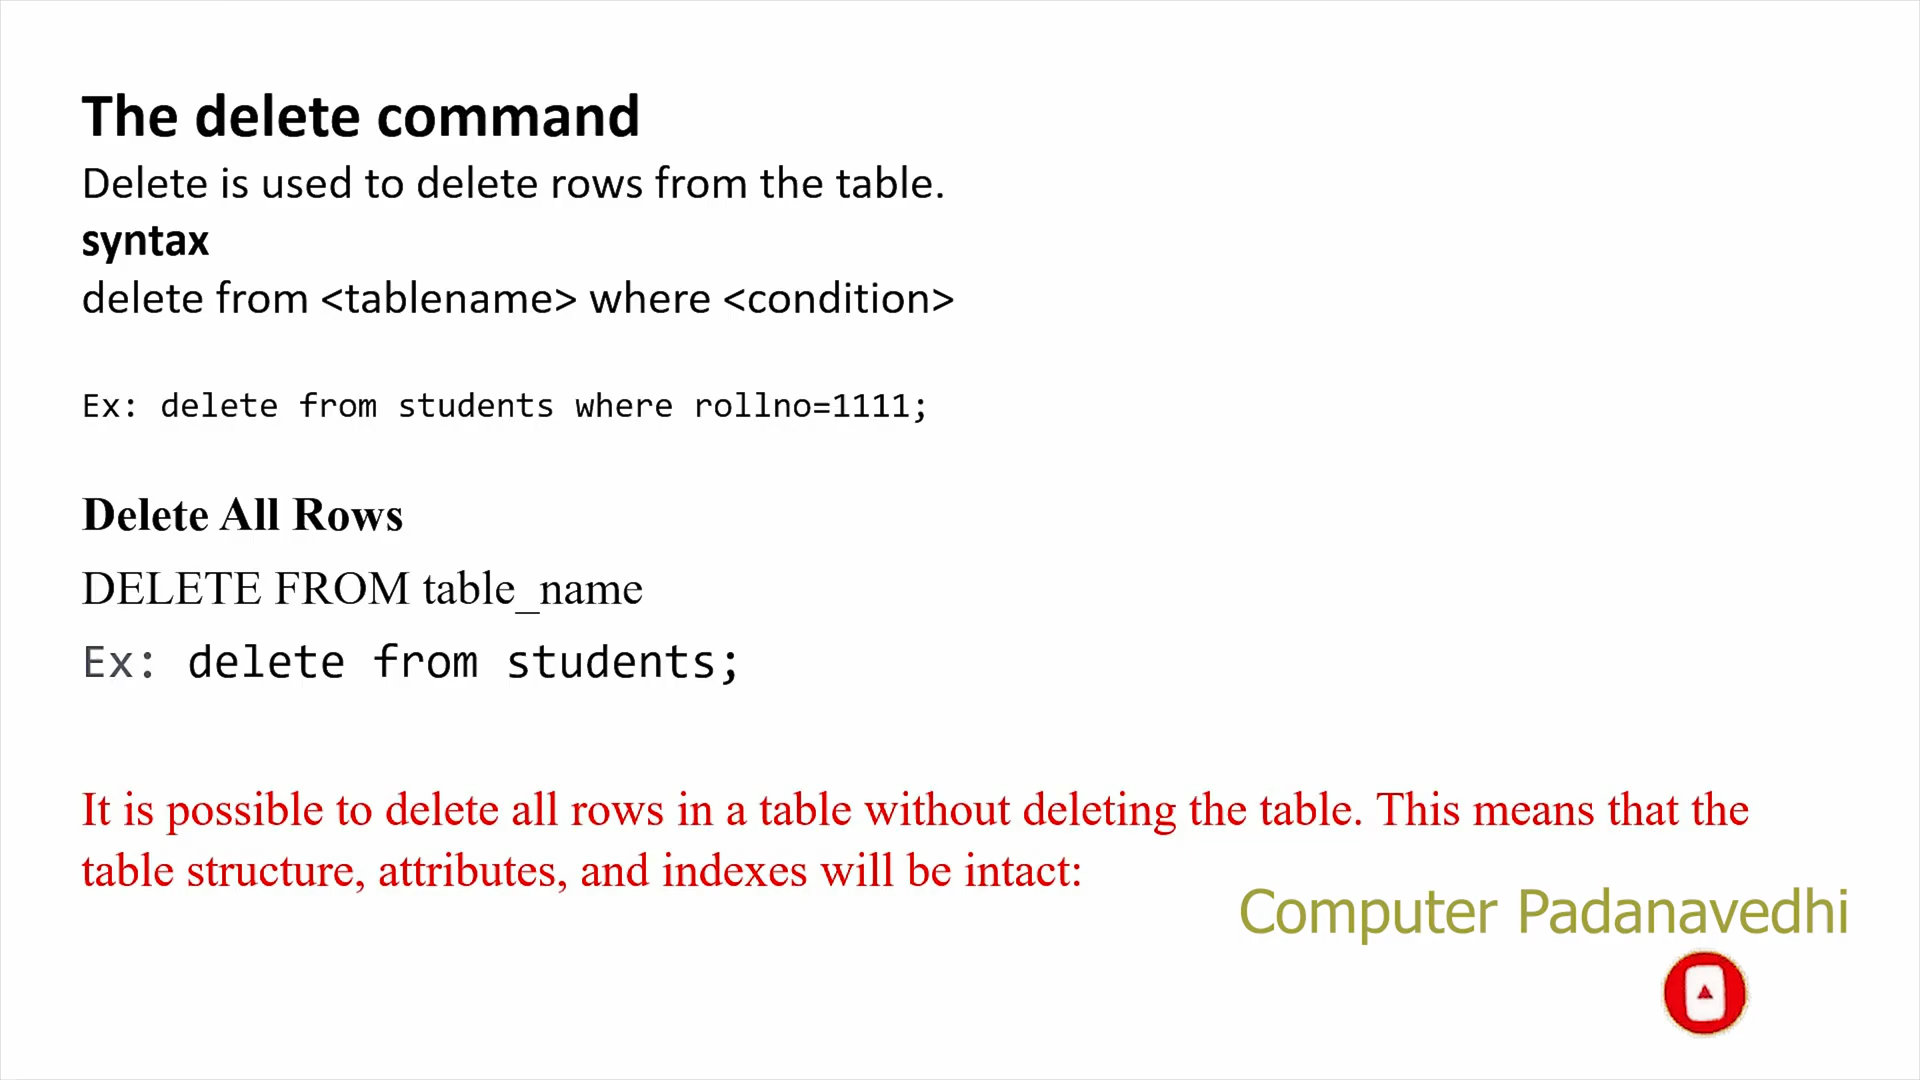 The delete command
Delete is used to delete rows from the table.
syntax
delete from <tablename> where <condition>
Ex: delete from students where rollno=1111;
Delete All Rows
DELETE FROM table_name
Ex: delete from students;
It is possible to delete all rows in a table without deleting the table. This means that the
table structure, attributes, and indexes will be intact:
Computer Padanavedhi